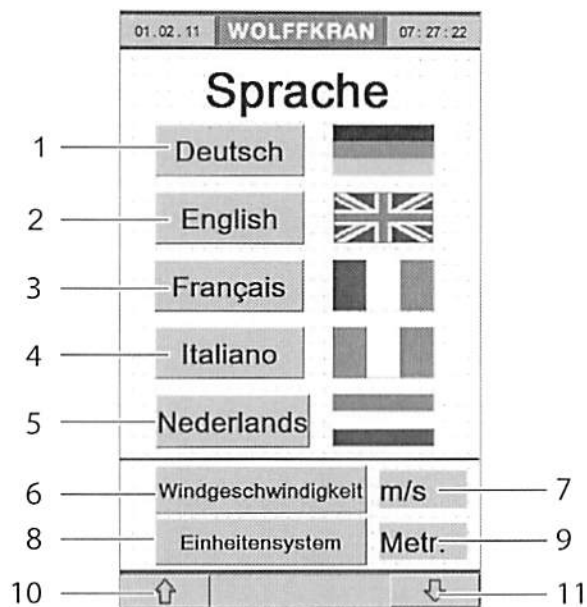 01.02.11 WOLFFKRAN 07:27:22
Sprache
1 Deutsch
2 English
3 Français
4 Italiano
5 Nederlands
6 Windgeschwindigkeit m/s 7
8 Einheitensystem Metr. 9
10 11